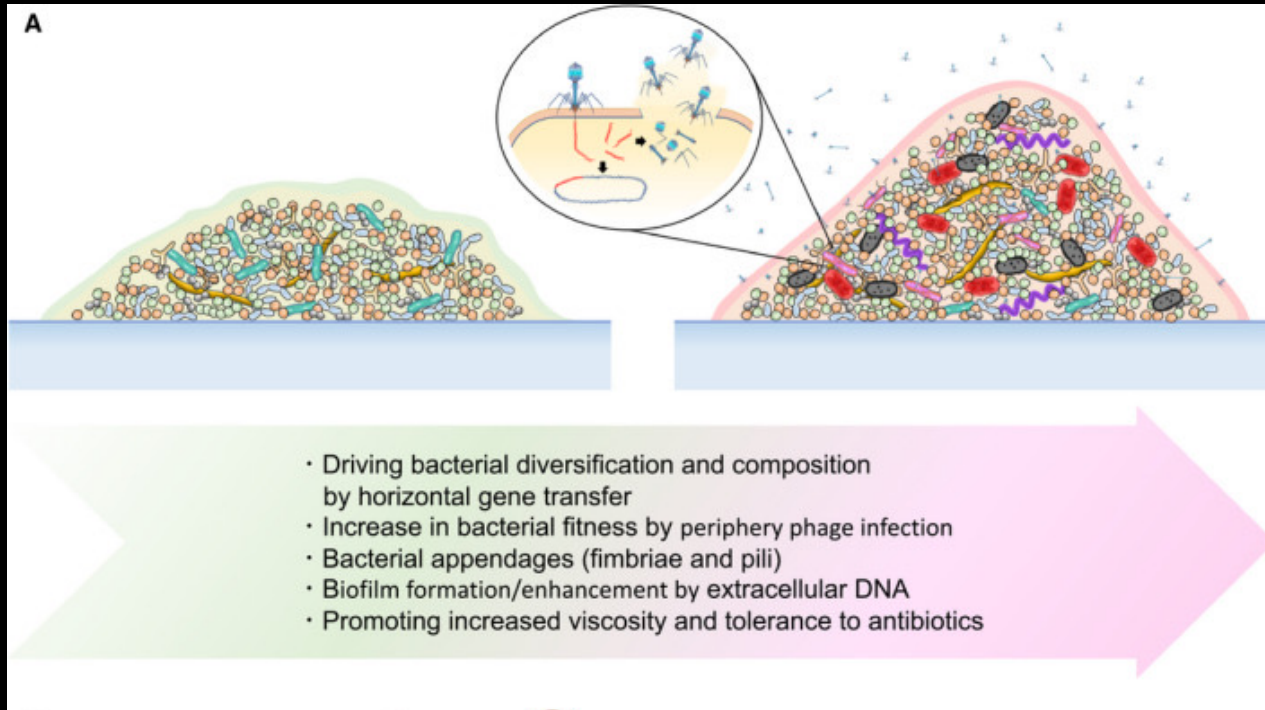 A
· Driving bacterial diversification and composition
by horizontal gene transfer
· Increase in bacterial fitness by periphery phage infection
· Bacterial appendages (fimbriae and pili)
· Biofilm formation/enhancement by extracellular DNA
· Promoting increased viscosity and tolerance to antibiotics